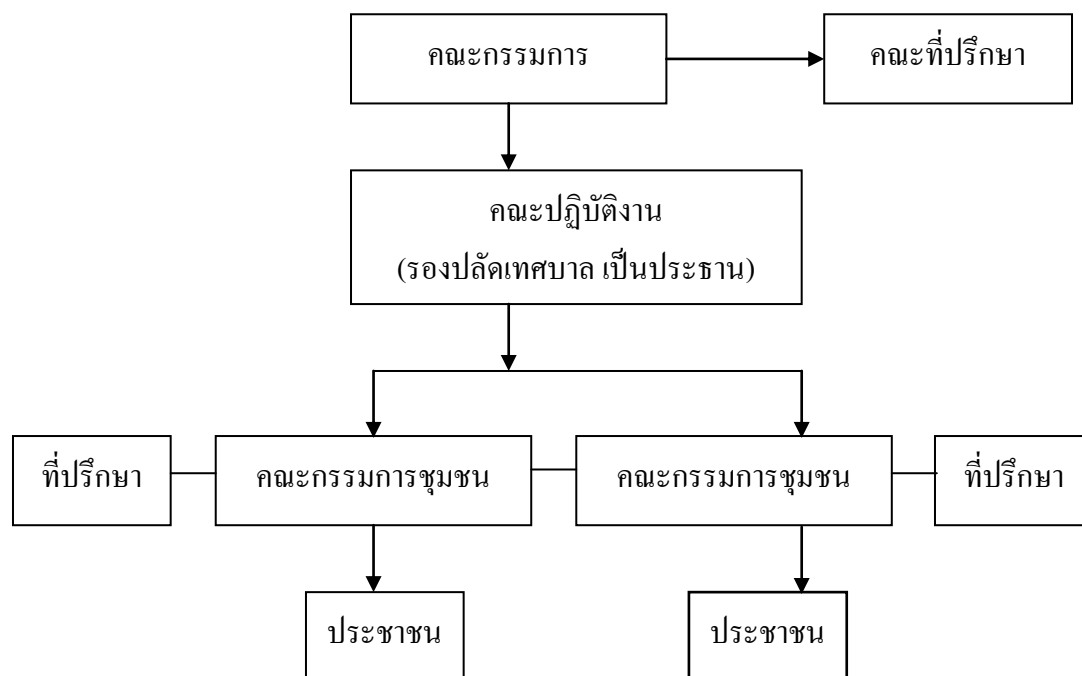 คณะกรรมการ
คณะที่ปรึกษา
คณะปฏิบัติงาน
(รองปลัดเทศบาล เป็นประธาน)
ที่ปรึกษา
คณะกรรมการชุมชน
คณะกรรมการชุมชน
ที่ปรึกษา
ประชาชน
ประชาชน